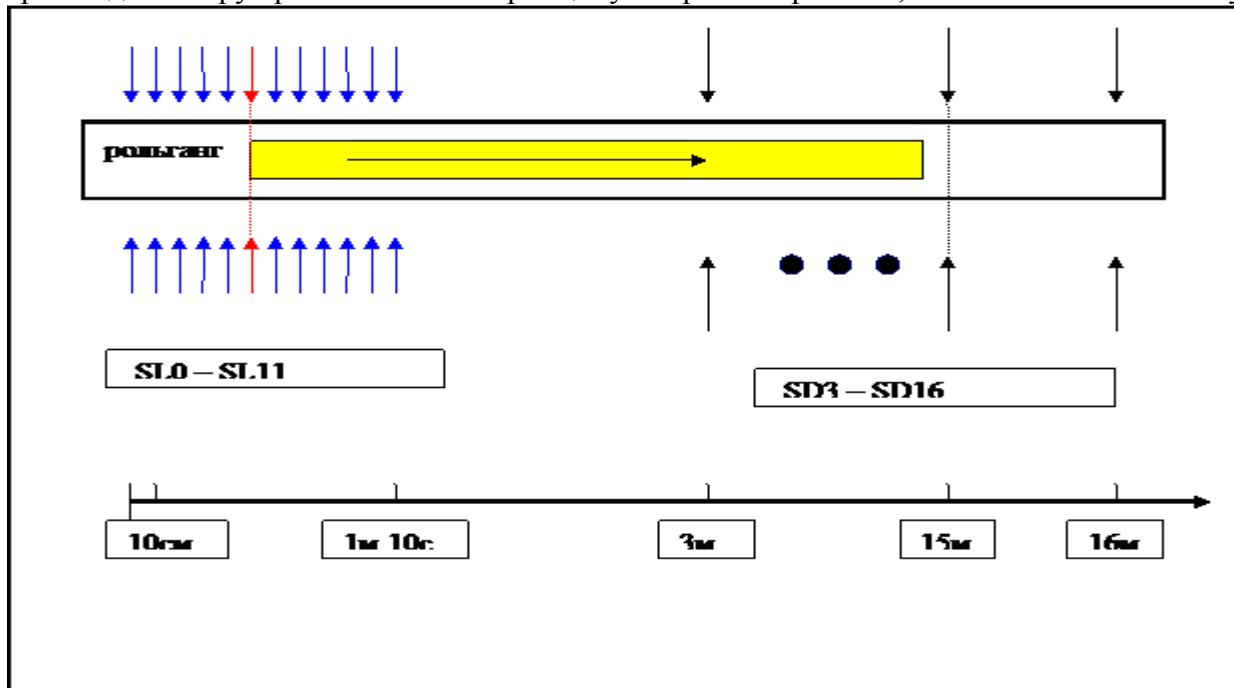 рольганг
SL0 – SL11
SD3 – SD16
10см
1м 10с
3м
15м
16м